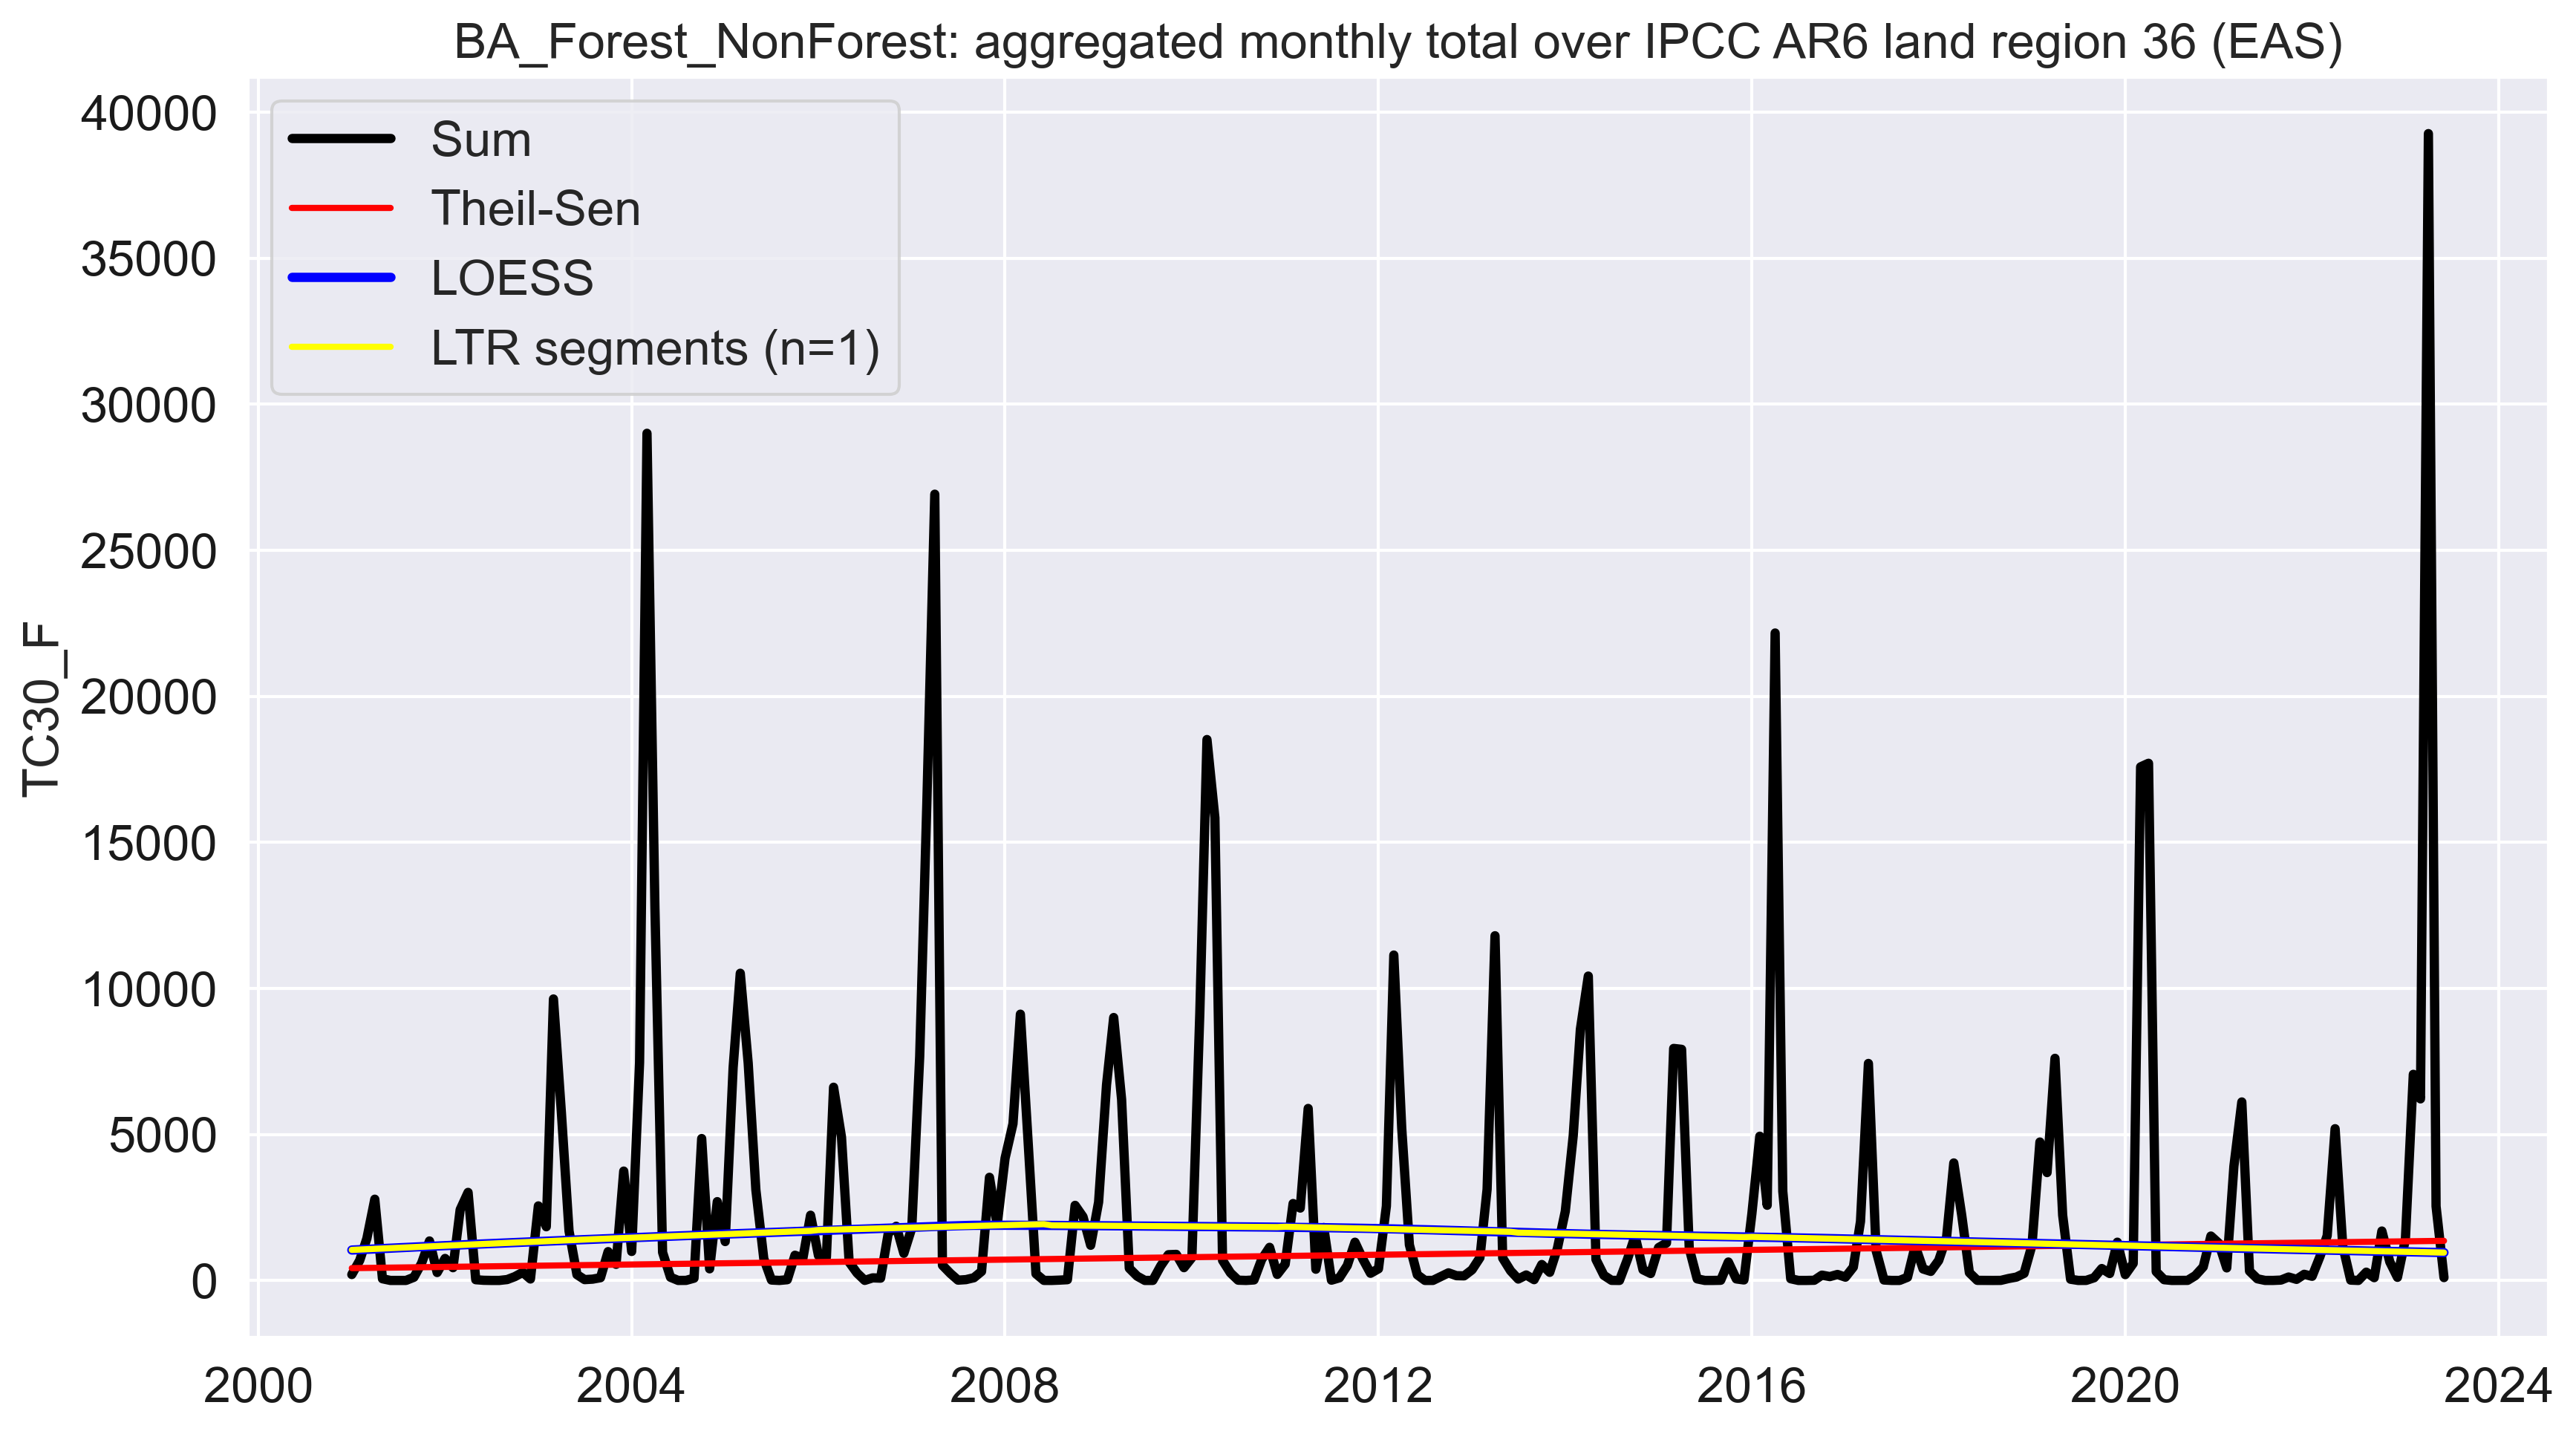 BA_Forest_NonForest: aggregated monthly total over IPCC AR6 land region 36 (EAS)
40000
35000
30000
25000
20000
15000
10000
5000
0
TC30_F
Sum
Theil-Sen
LOESS
LTR segments (n=1)
2000 2004 2008 2012 2016 2020 2024